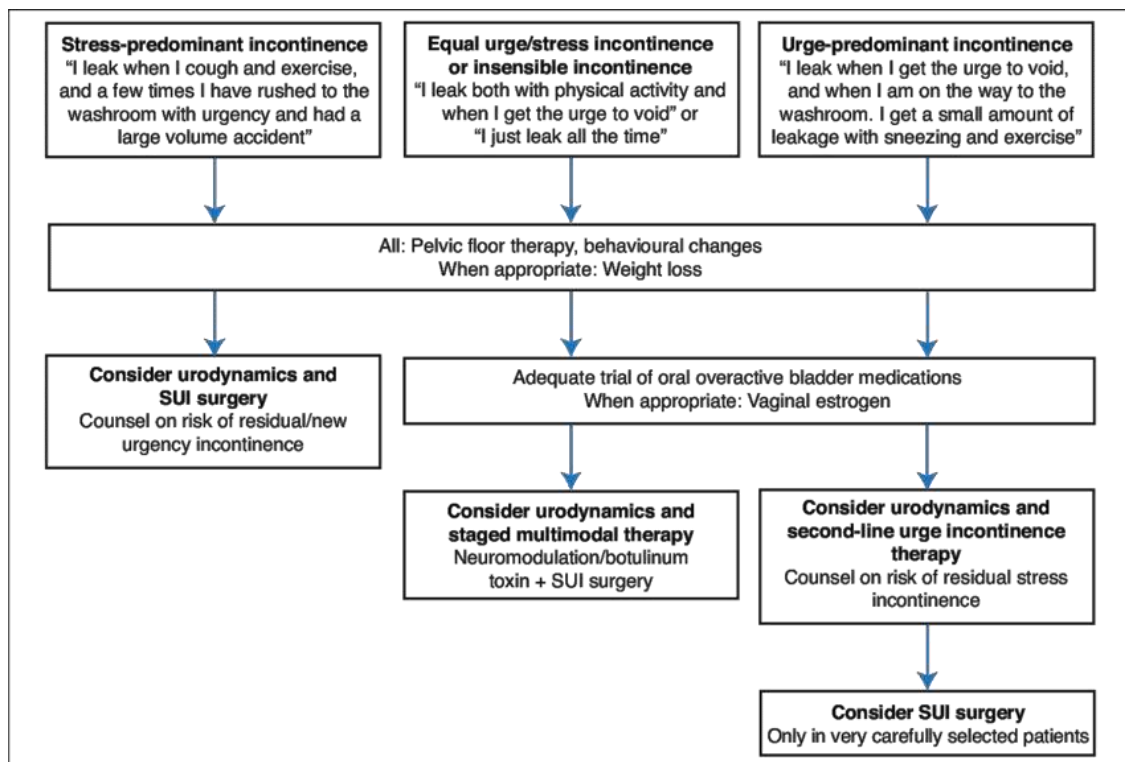 Stress-predominant incontinence
“I leak when I cough and exercise,
and a few times I have rushed to the
washroom with urgency and had a
large volume accident”
Equal urge/stress incontinence
or insensible incontinence
“I leak both with physical activity and
when I get the urge to void” or
“I just leak all the time”
Urge-predominant incontinence
“I leak when I get the urge to void,
and when I am on the way to the
washroom. I get a small amount of
leakage with sneezing and exercise”
All: Pelvic floor therapy, behavioural changes
When appropriate: Weight loss
Consider urodynamics and
SUI surgery
Counsel on risk of residual/new
urgency incontinence
Adequate trial of oral overactive bladder medications
When appropriate: Vaginal estrogen
Consider urodynamics and
staged multimodal therapy
Neuromodulation/botulinum
toxin + SUI surgery
Consider urodynamics and
second-line urge incontinence
therapy
Counsel on risk of residual stress
incontinence
Consider SUI surgery
Only in very carefully selected patients